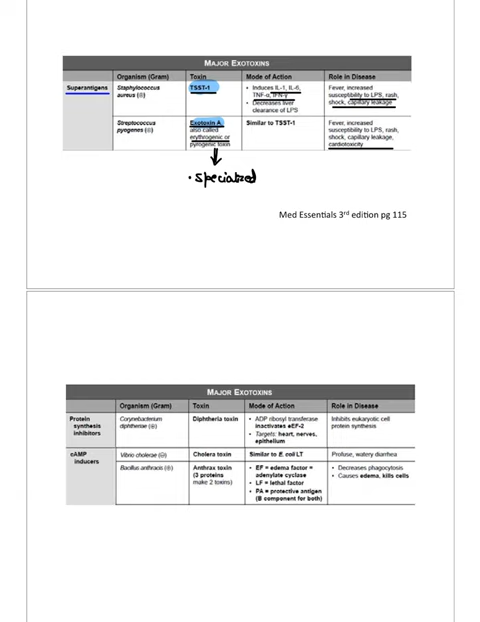 MAJOR EXOTOXINS
Organism (Gram) Toxin Mode of Action Role in Disease
Superantigens Staphylococcus TSST-1 • Induces IL-1, IL-6, Fever, increased
aureus (⊕) TNF-α, IFN-γ susceptibility to LPS, rash,
• Decreases liver shock, capillary leakage
clearance of LPS
Streptococcus Exotoxin A Similar to TSST-1 Fever, increased
pyogenes (⊕) also called susceptibility to LPS, rash,
erythrogenic or shock, capillary leakage,
pyrogenic toxin cardiotoxicity
• specialized
Med Essentials 3rd edition pg 115
MAJOR EXOTOXINS
Organism (Gram) Toxin Mode of Action Role in Disease
Protein Corynebacterium Diphtheria toxin • ADP ribosyl transferase Inhibits eukaryotic cell
synthesis diphtheriae (⊕) inactivates eEF-2 protein synthesis
inhibitors • Targets: heart, nerves,
epithelium
cAMP Vibrio cholerae (⊖) Cholera toxin Similar to E. coli LT Profuse, watery diarrhea
inducers Bacillus anthracis (⊕) Anthrax toxin • EF = edema factor = • Decreases phagocytosis
(3 proteins adenylate cyclase • Causes edema, kills cells
make 2 toxins) • LF = lethal factor
• PA = protective antigen
(B component for both)